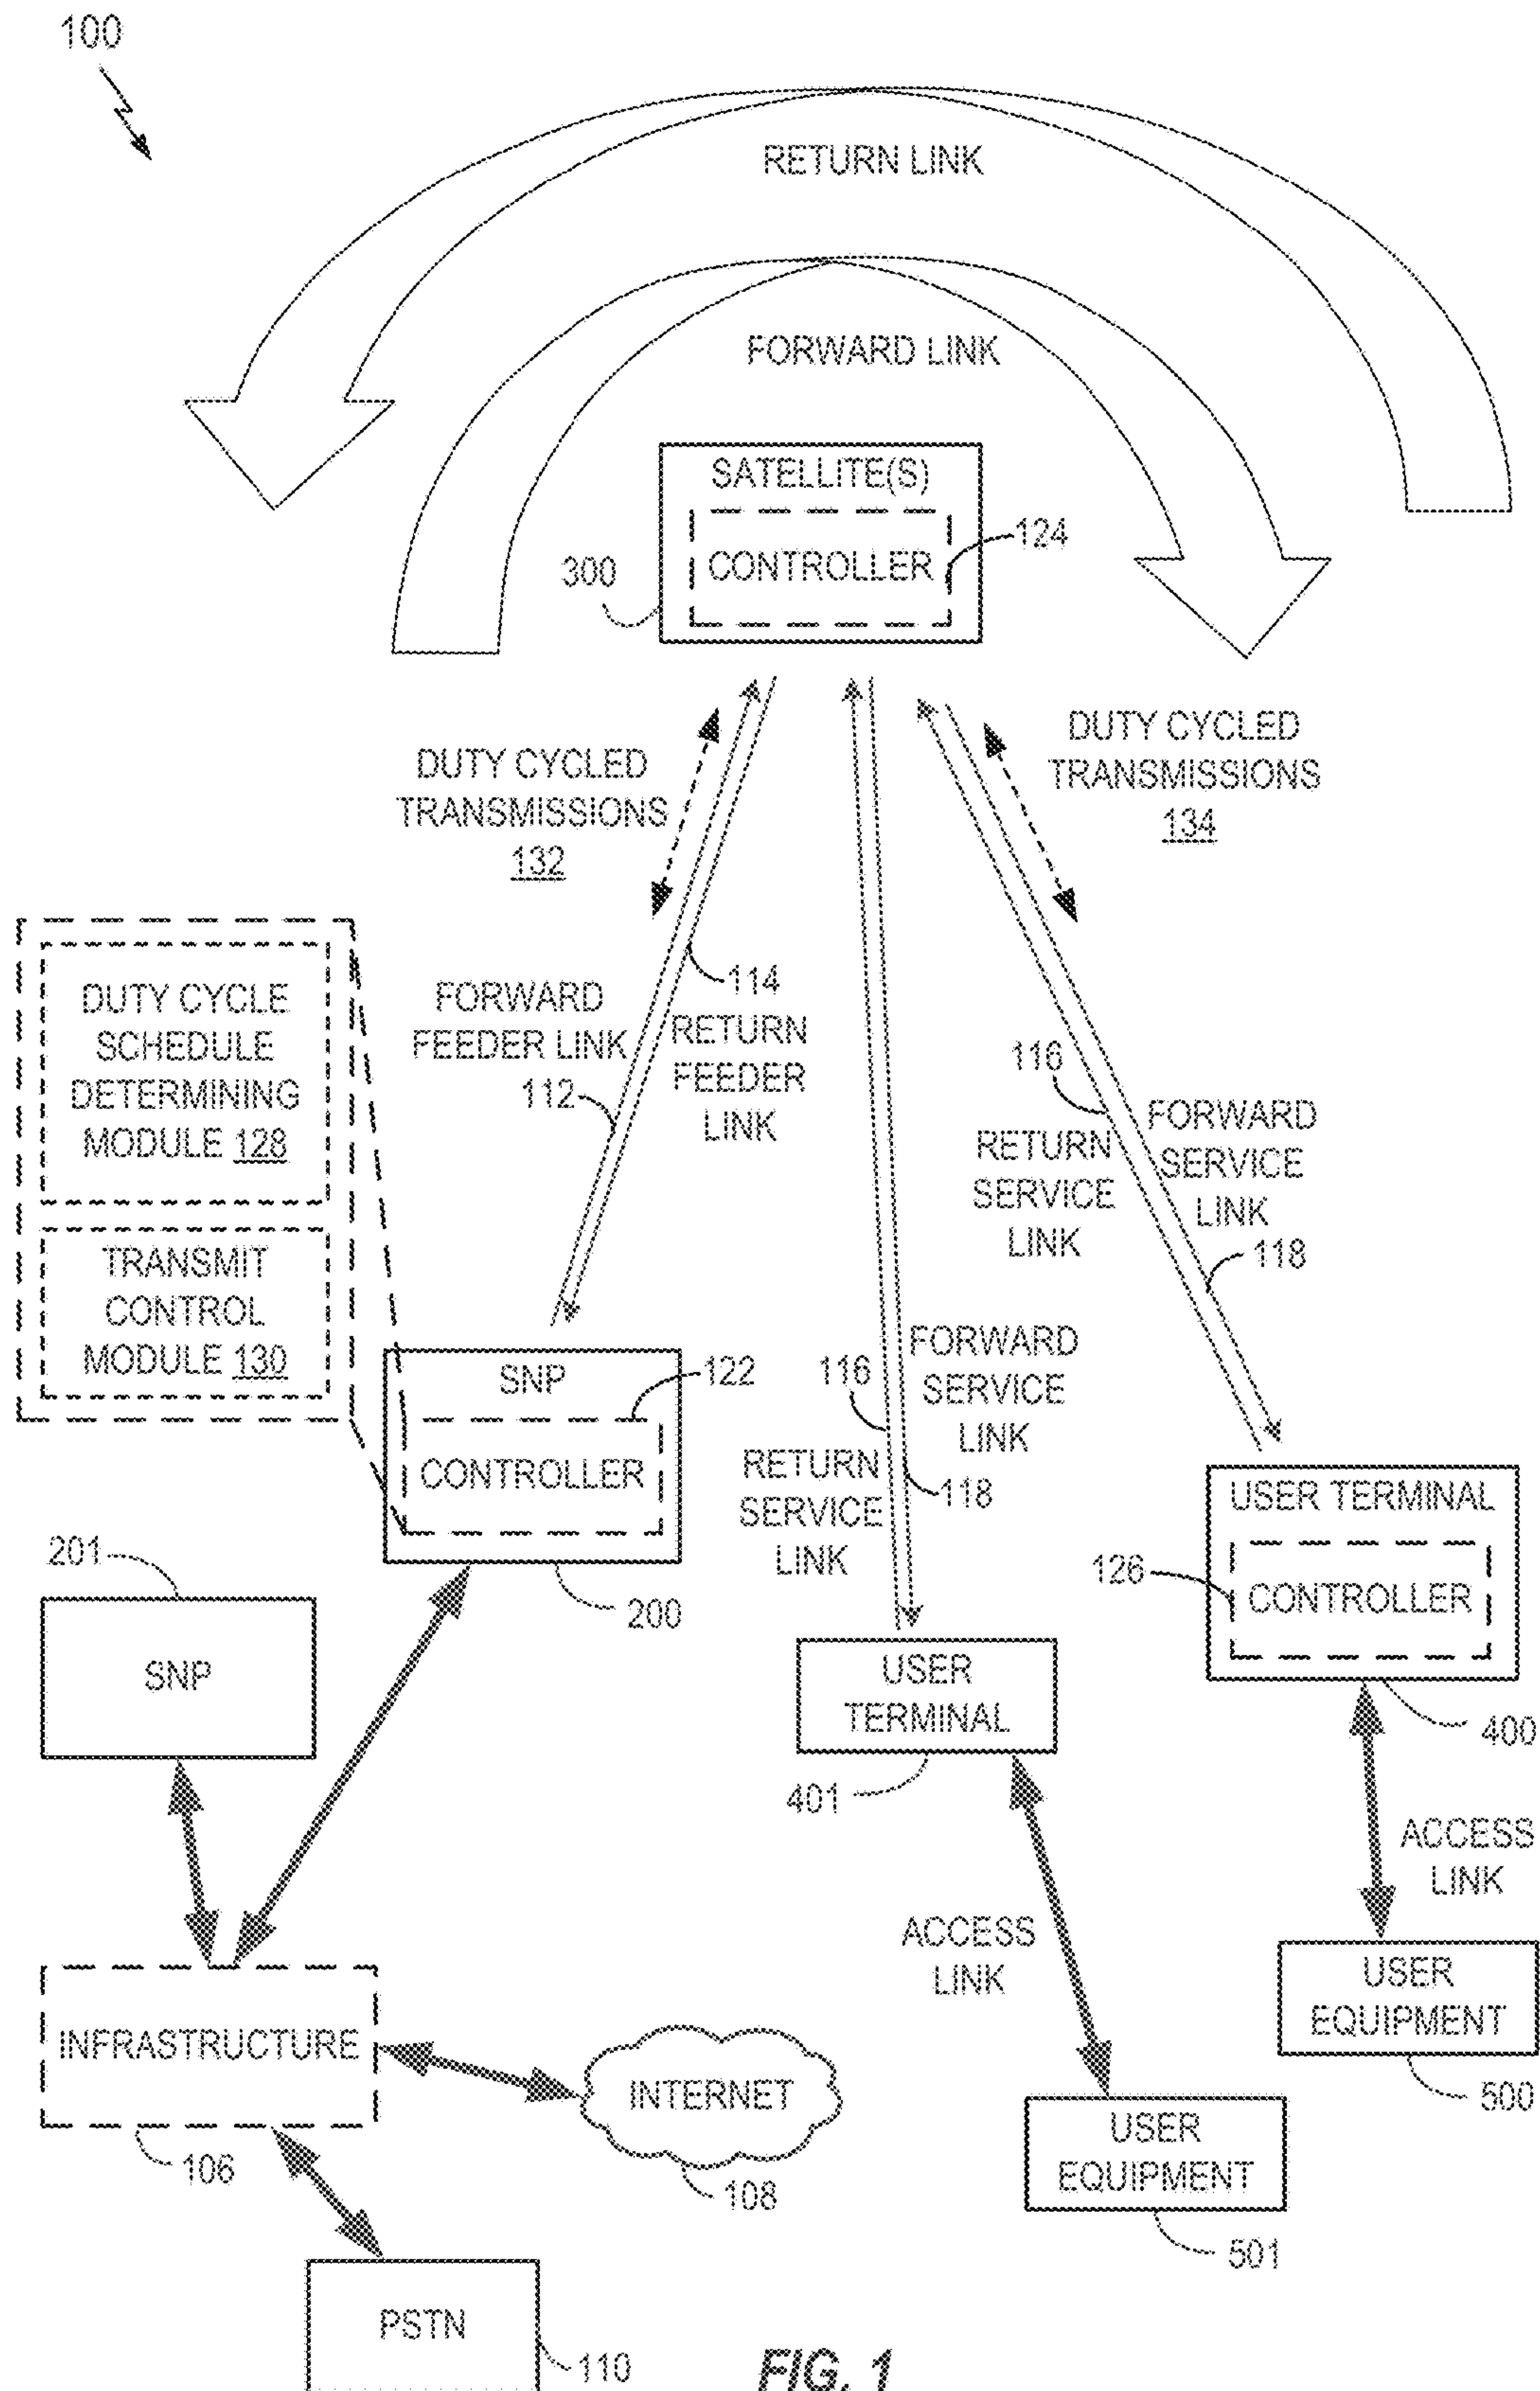 100
RETURN LINK
FORWARD LINK
SATELLITE(S)
CONTROLLER
124
300
DUTY CYCLED
TRANSMISSIONS
132
DUTY CYCLED
TRANSMISSIONS
134
DUTY CYCLE
SCHEDULE
DETERMINING
MODULE 128
TRANSMIT
CONTROL
MODULE 130
FORWARD
FEEDER LINK
112
114
RETURN
FEEDER
LINK
116
RETURN
SERVICE
LINK
FORWARD
SERVICE
LINK
118
116
RETURN
SERVICE
LINK
FORWARD
SERVICE
LINK
118
SNP
122
CONTROLLER
200
201
SNP
USER TERMINAL
126
CONTROLLER
400
USER
TERMINAL
401
ACCESS
LINK
ACCESS
LINK
USER
EQUIPMENT
500
USER
EQUIPMENT
501
INFRASTRUCTURE
106
INTERNET
108
PSTN
110
FIG. 1